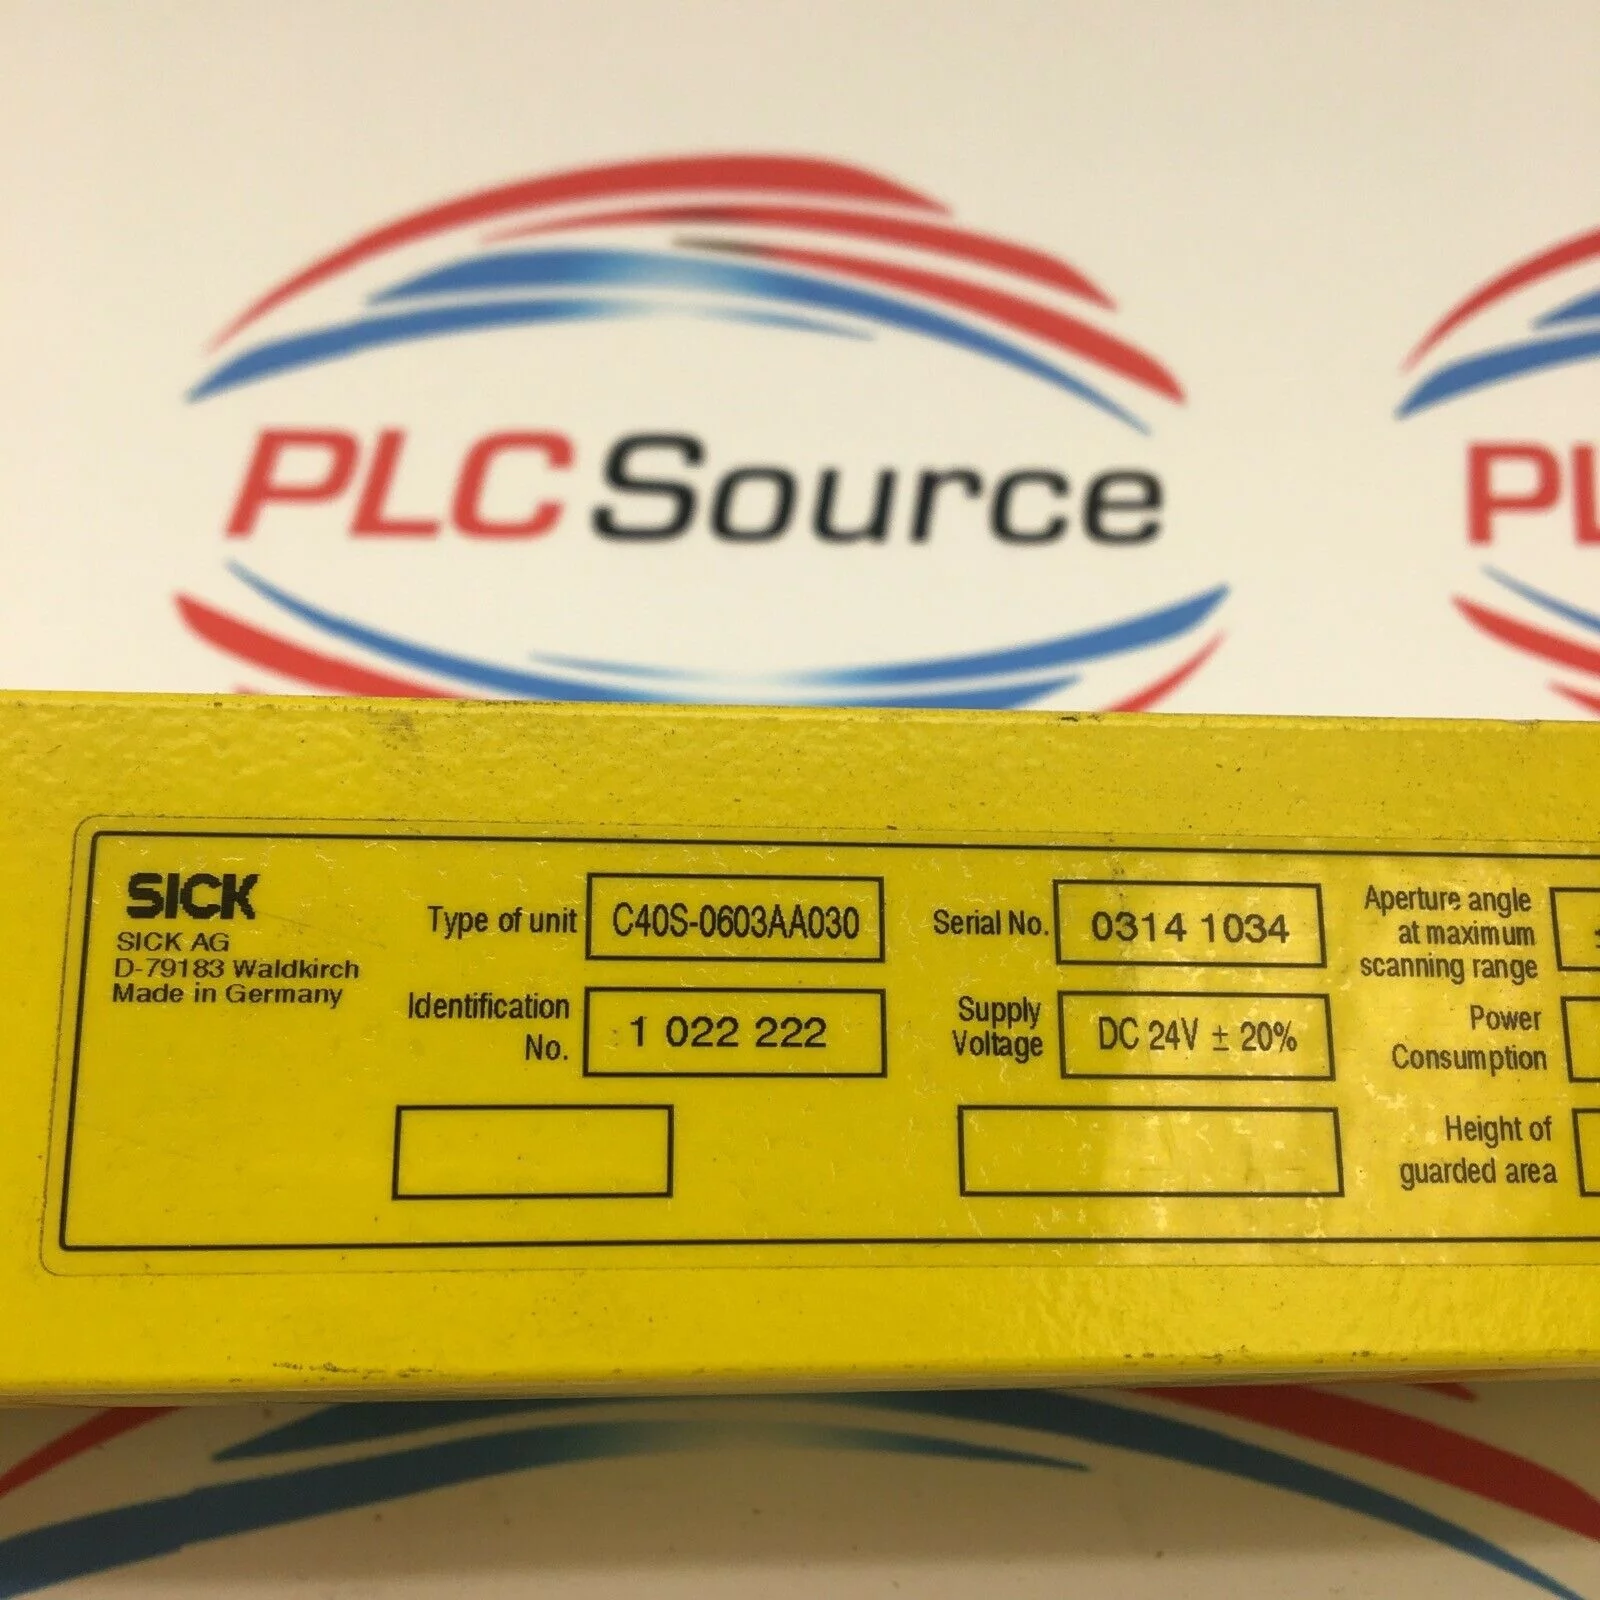 PLC Source
PL
SICK
SICK AG
D-79183 Waldkirch
Made in Germany
Type of unit C40S-0603AA030
Identification No. 1 022 222
Serial No. 0314 1034
Supply Voltage DC 24V ± 20%
Aperture angle
at maximum
scanning range
Power
Consumption
Height of
guarded area